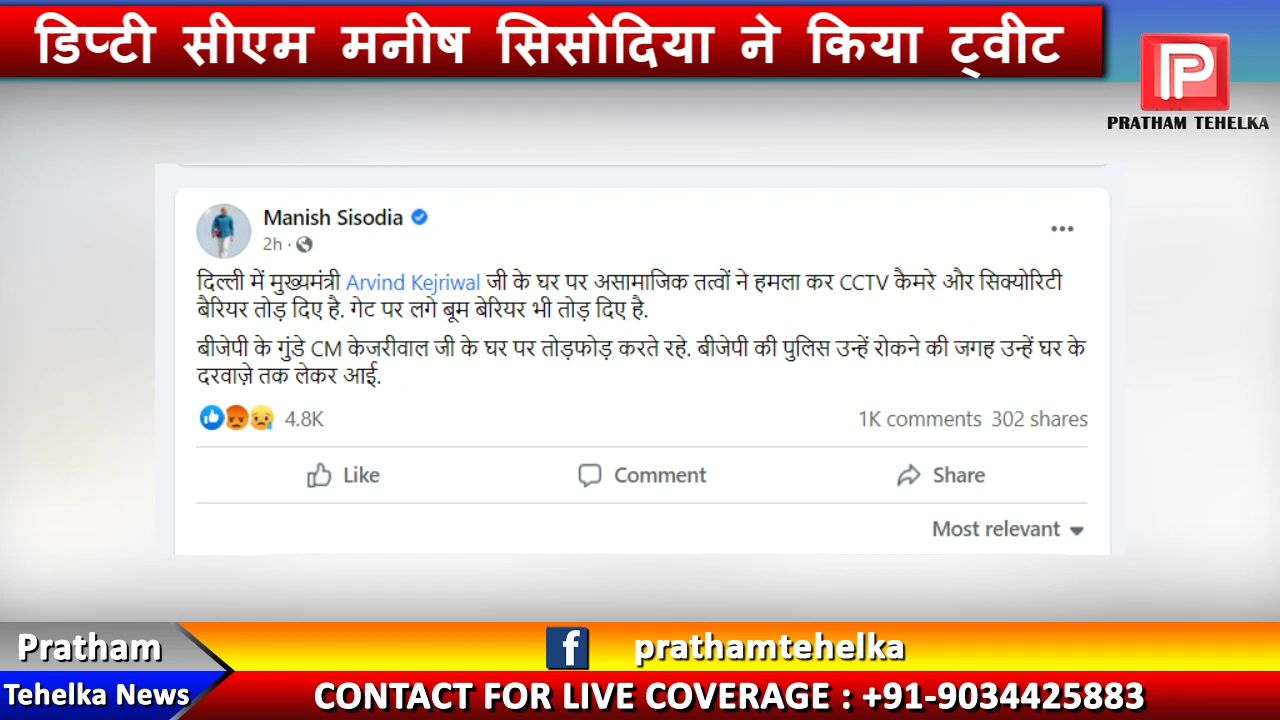 डिप्टी सीएम मनीष सिसोदिया ने किया ट्वीट
PRATHAM TEHELKA
Manish Sisodia
2h ·
दिल्ली में मुख्यमंत्री Arvind Kejriwal जी के घर पर असामाजिक तत्वों ने हमला कर CCTV कैमरे और सिक्योरिटी
बैरियर तोड़ दिए है. गेट पर लगे बूम बेरियर भी तोड़ दिए है.
बीजेपी के गुंडे CM केजरीवाल जी के घर पर तोड़फोड़ करते रहे. बीजेपी की पुलिस उन्हें रोकने की जगह उन्हें घर के
दरवाज़े तक लेकर आई.
4.8K 1K comments 302 shares
Like Comment Share
Most relevant
Pratham
Tehelka News
f prathamtehelka
CONTACT FOR LIVE COVERAGE : +91-9034425883